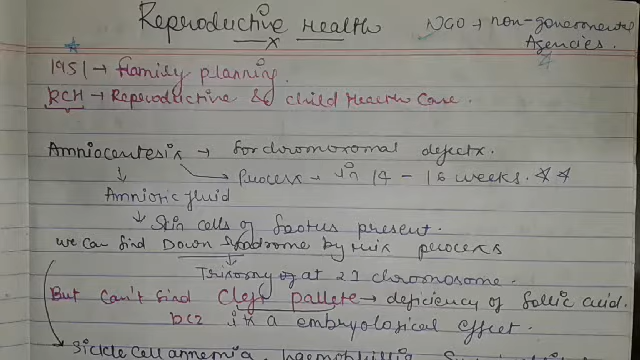 Reproductive Health
NGO → non-governmental
Agencies.
1951 → family planning.
RCH → Reproductive & child Health Care.
Amniocentesis → for chromosomal defects.
Process → in 14 - 16 weeks.
Amniotic fluid
Skin cells of foetus present.
we can find Down Syndrome by this process
Trisomy at 21 chromosome.
But can't find Cleft pallete → deficiency of follic acid.
bcz it is a embryological effect.
Sickle cell annemia, haemophillia